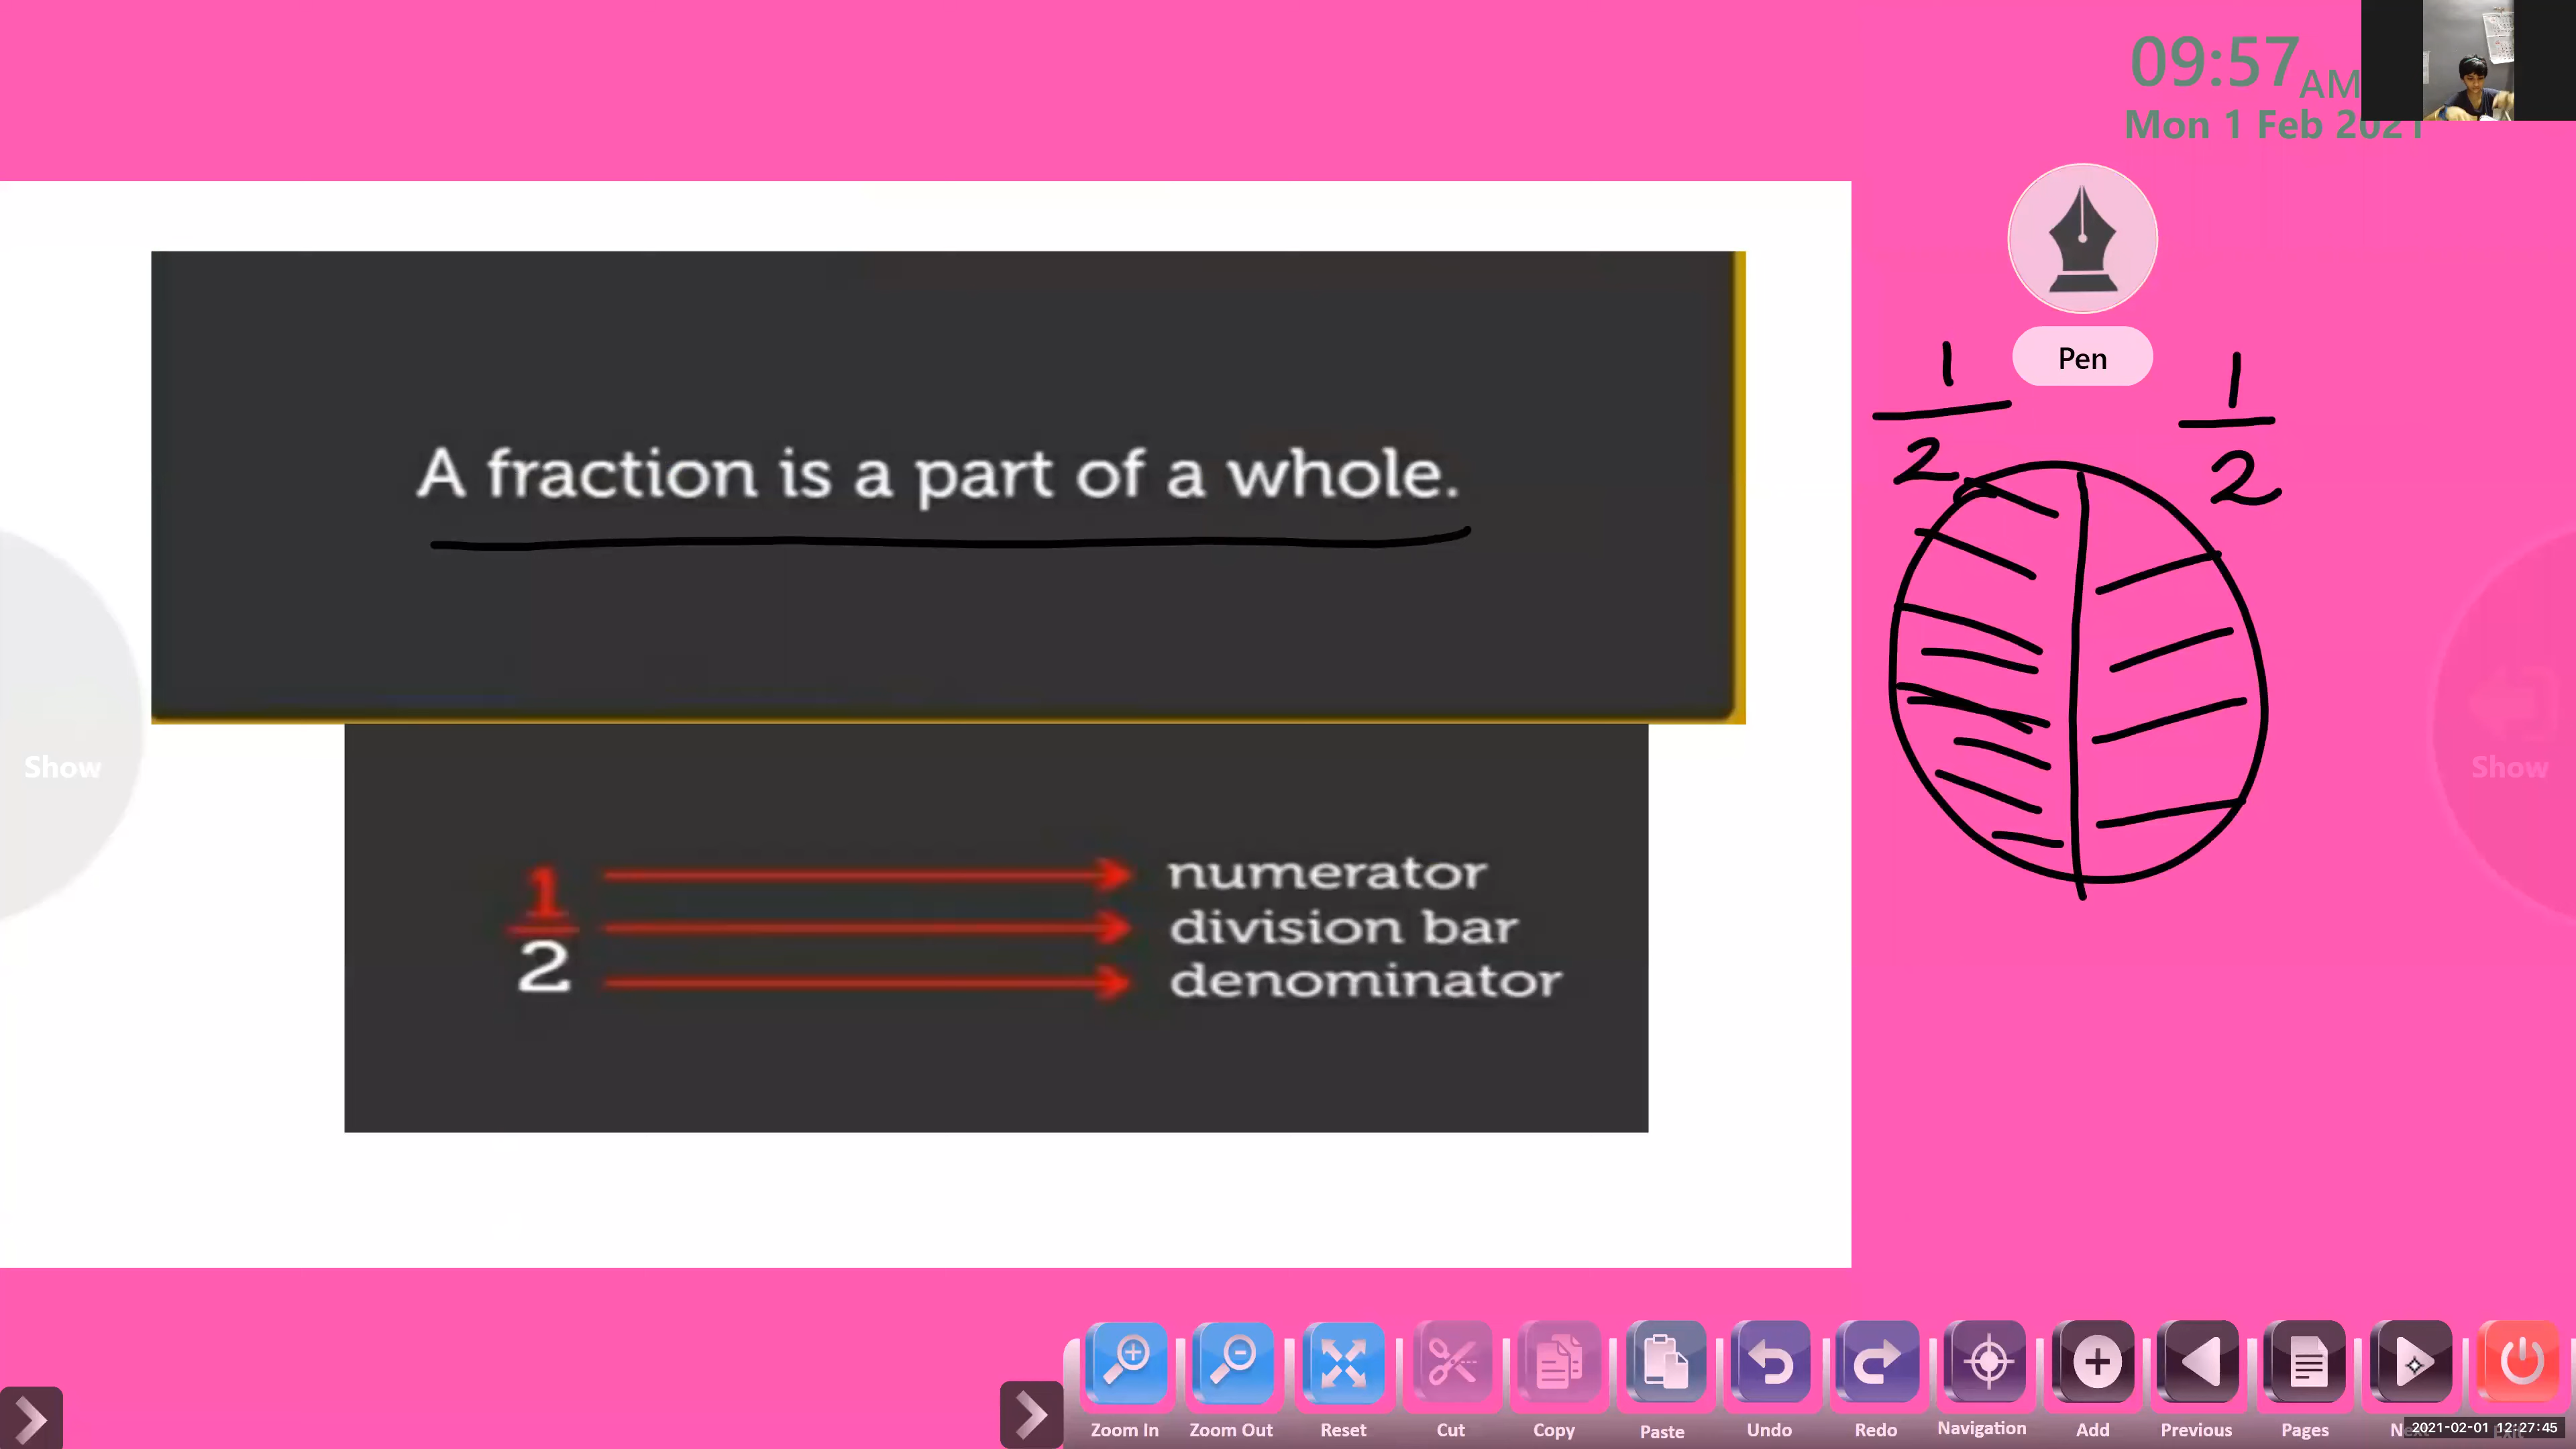 09:57 AM
Mon 1 Feb 2021
Pen
1
2
1
2
A fraction is a part of a whole.
Show
Show
1
2
numerator
division bar
denominator
Zoom In Zoom Out Reset Cut Copy Paste Undo Redo Navigation Add Previous Pages
2021-02-01 12:27:45